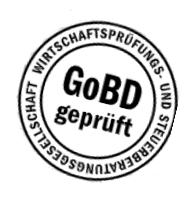 WIRTSCHAFTSPRÜFUNGS- UND STEUERBERATUNGSGESELLSCHAFT
GoBD
geprüft